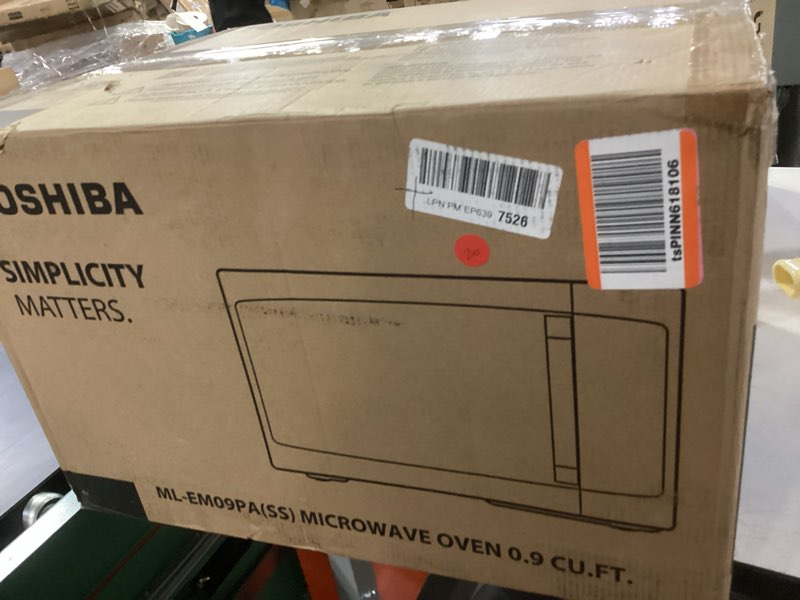 OSHIBA
SIMPLICITY
MATTERS.
LPN PM EP639 7526
tsPINN618106
ML-EM09PA(SS) MICROWAVE OVEN 0.9 CU.FT.